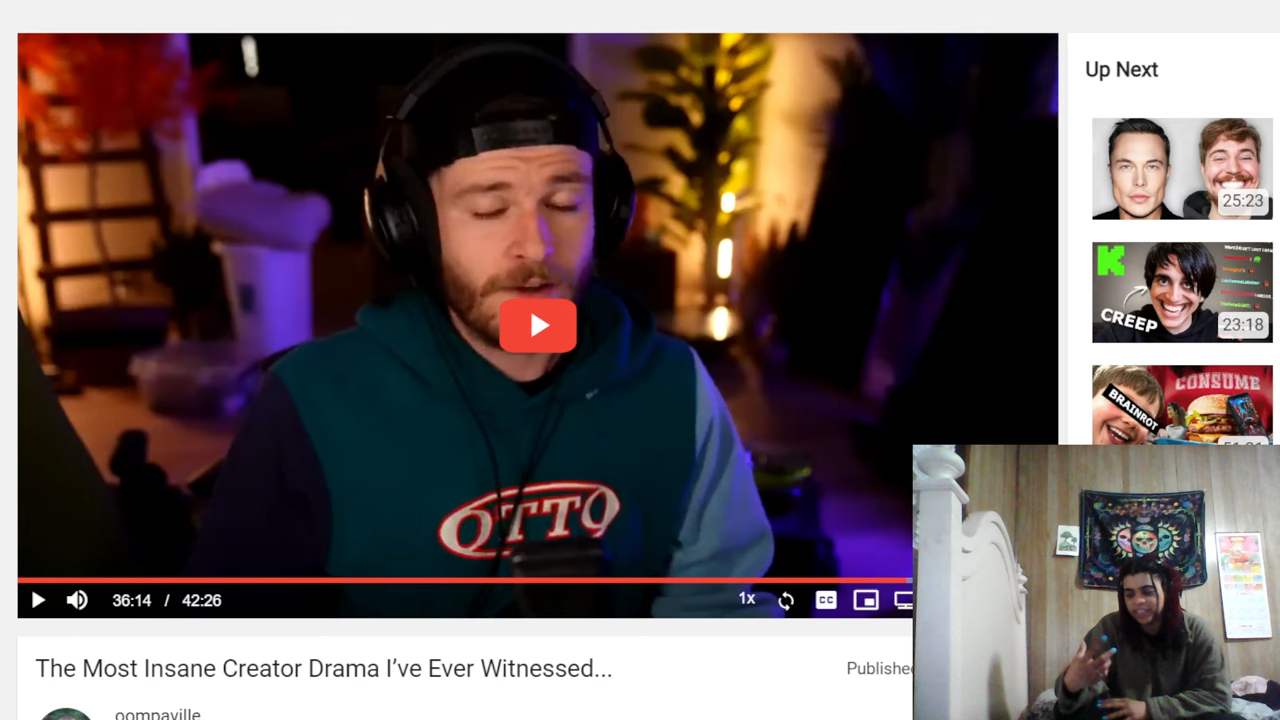 Up Next
25:23
CREEP
23:18
CONSUME
BRAINROT
OTTO
36:14 / 42:26
1x
CC
The Most Insane Creator Drama I've Ever Witnessed...
Published
oompaville